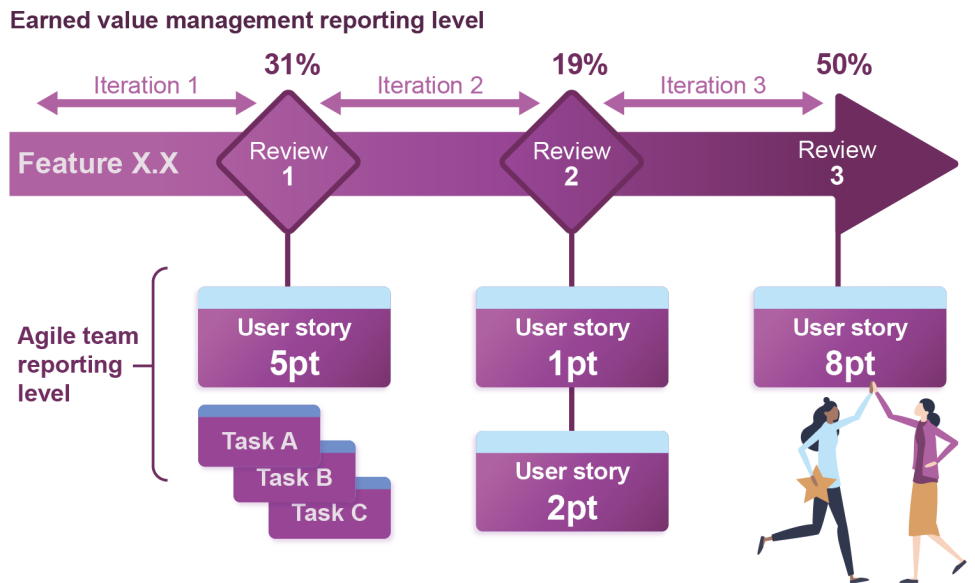 Earned value management reporting level
31%
19%
50%
Iteration 1
Iteration 2
Iteration 3
Feature X.X
Review
1
Review
2
Review
3
Agile team
reporting
level
User story
5pt
Task A
Task B
Task C
User story
1pt
User story
2pt
User story
8pt